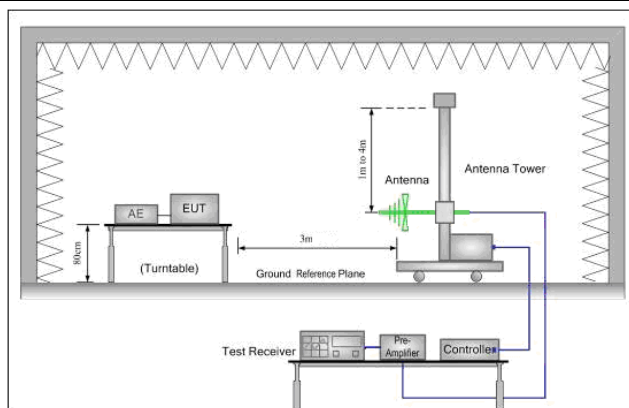 1m to 4m
Antenna
Antenna Tower
AE
EUT
80cm
(Turntable)
3m
Ground Reference Plane
Test Receiver
Pre-
Amplifier
Controller